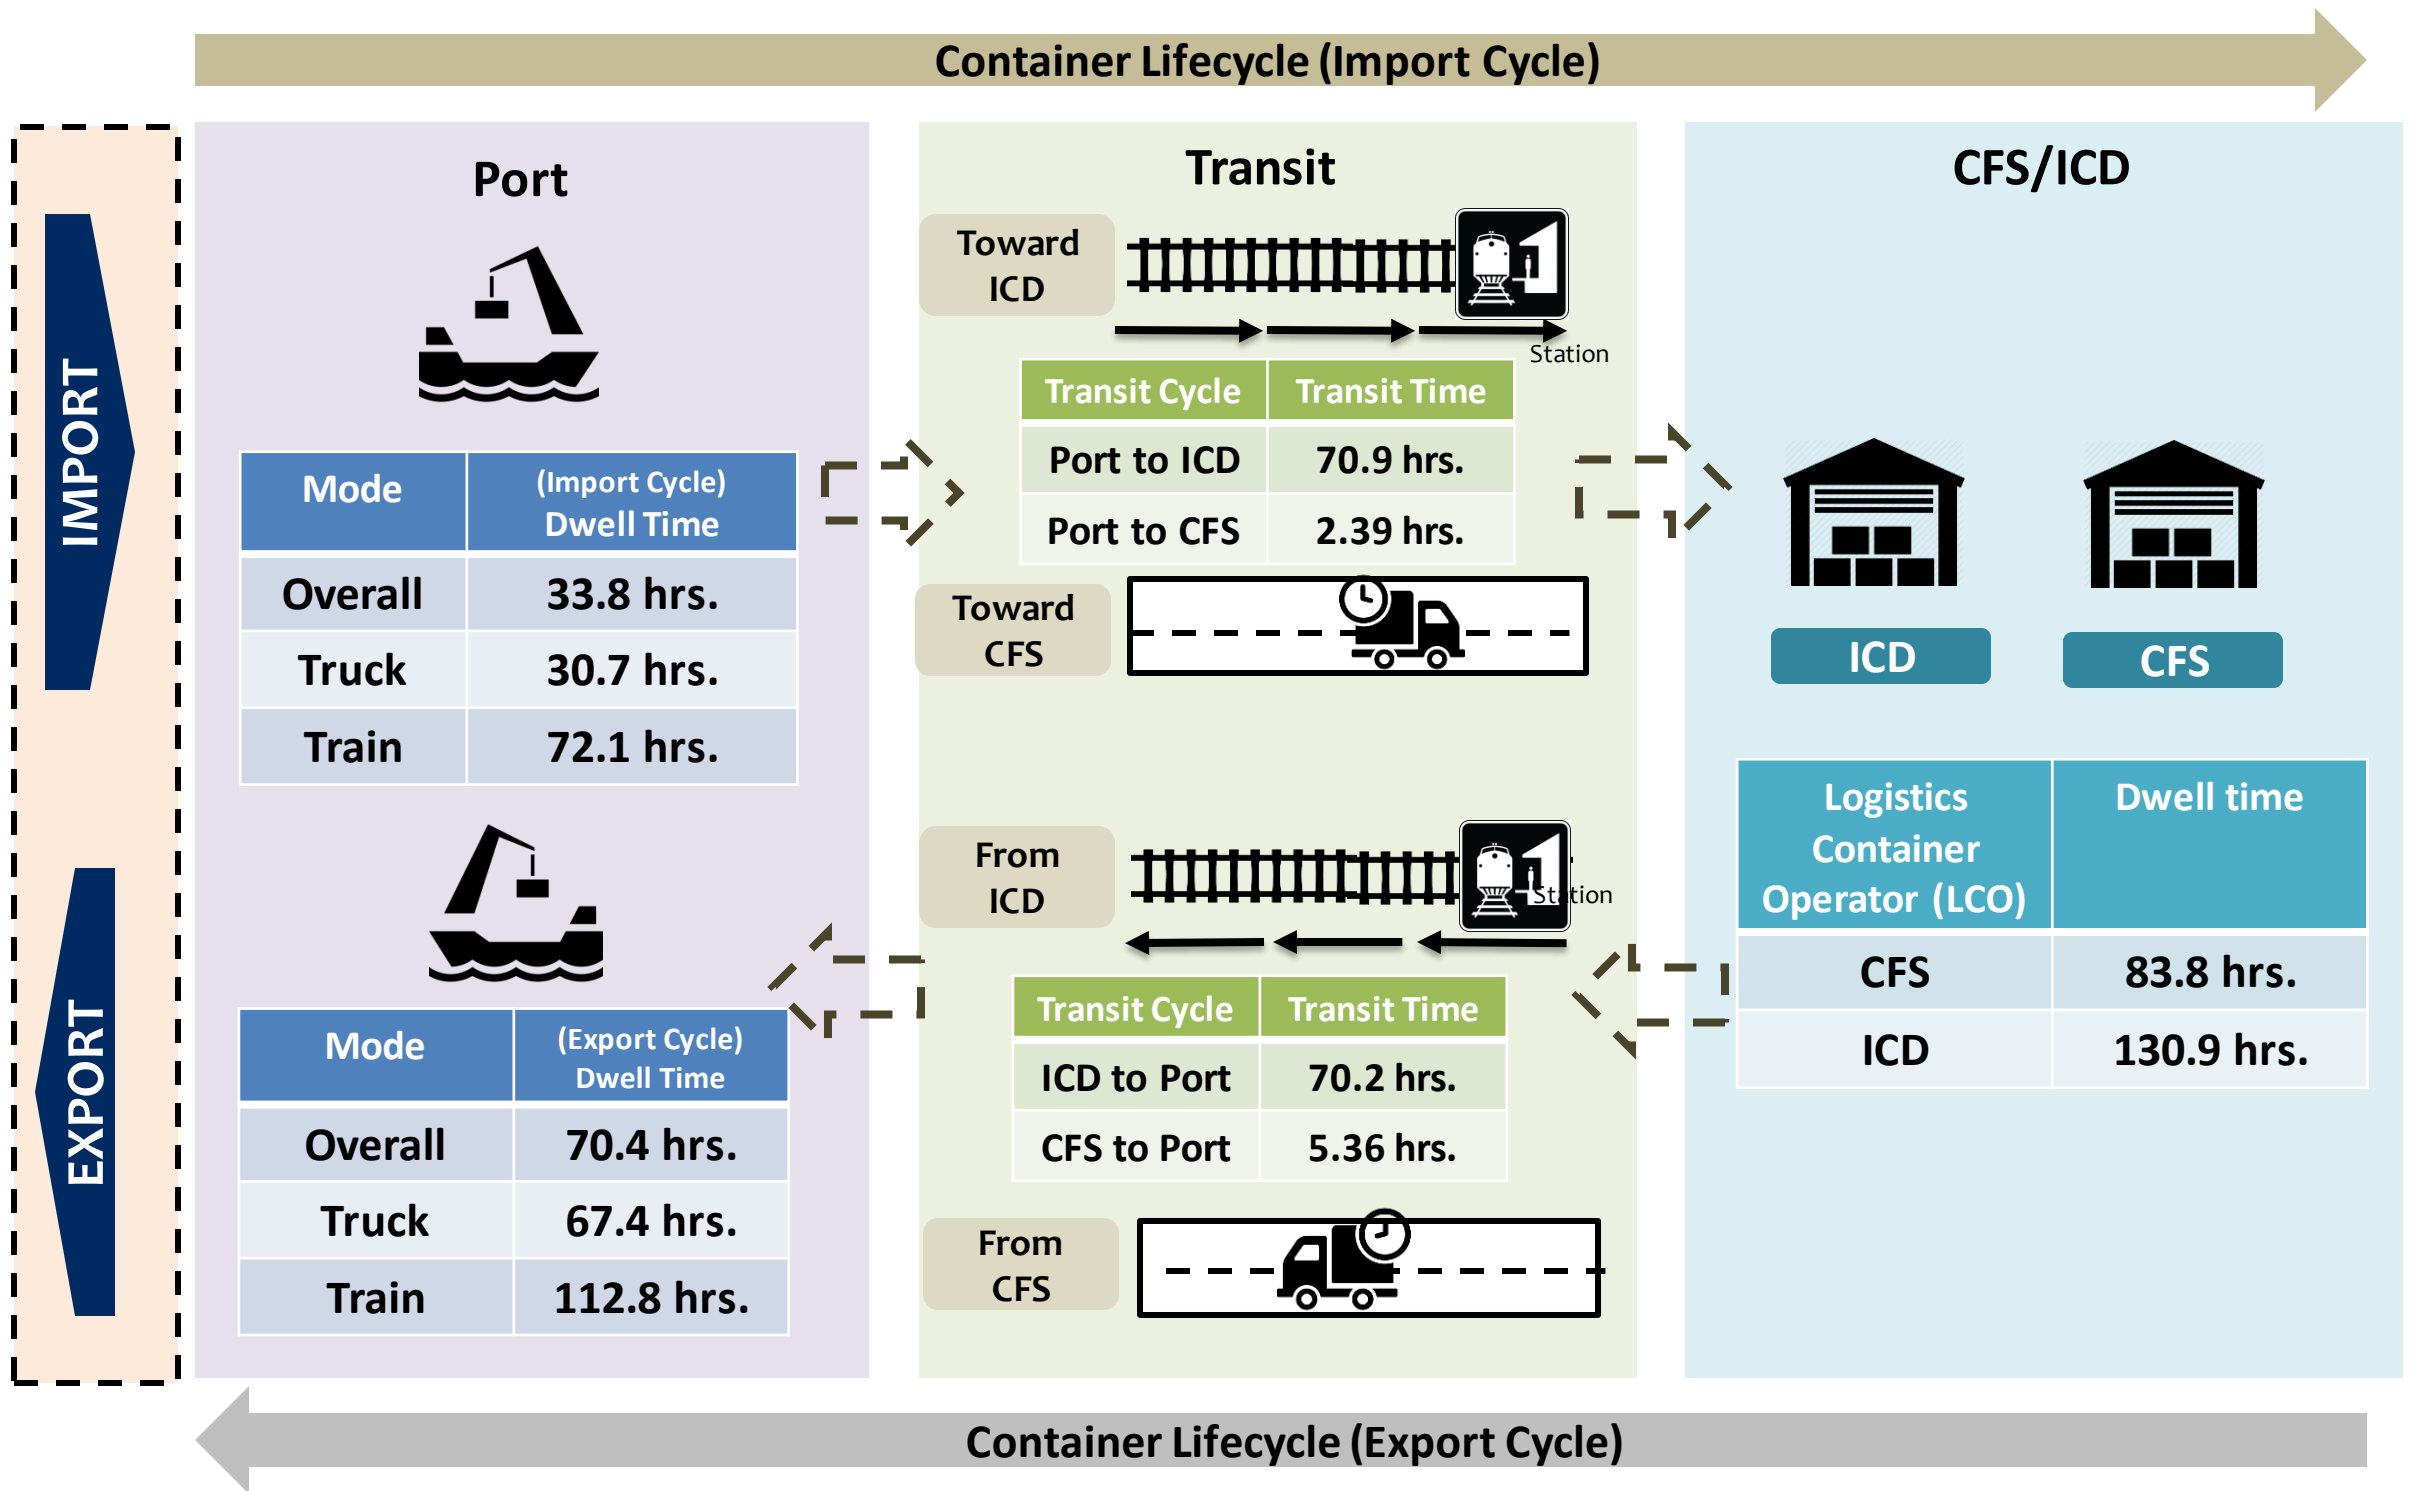 Container Lifecycle (Import Cycle)
IMPORT
EXPORT
Port
Mode
(Import Cycle)
Dwell Time
Overall
33.8 hrs.
Truck
30.7 hrs.
Train
72.1 hrs.
Mode
(Export Cycle)
Dwell Time
Overall
70.4 hrs.
Truck
67.4 hrs.
Train
112.8 hrs.
Transit
Toward
ICD
Station
Transit Cycle
Transit Time
Port to ICD
70.9 hrs.
Port to CFS
2.39 hrs.
Toward
CFS
From
ICD
Station
Transit Cycle
Transit Time
ICD to Port
70.2 hrs.
CFS to Port
5.36 hrs.
From
CFS
CFS/ICD
ICD
CFS
Logistics
Container
Operator (LCO)
Dwell time
CFS
83.8 hrs.
ICD
130.9 hrs.
Container Lifecycle (Export Cycle)